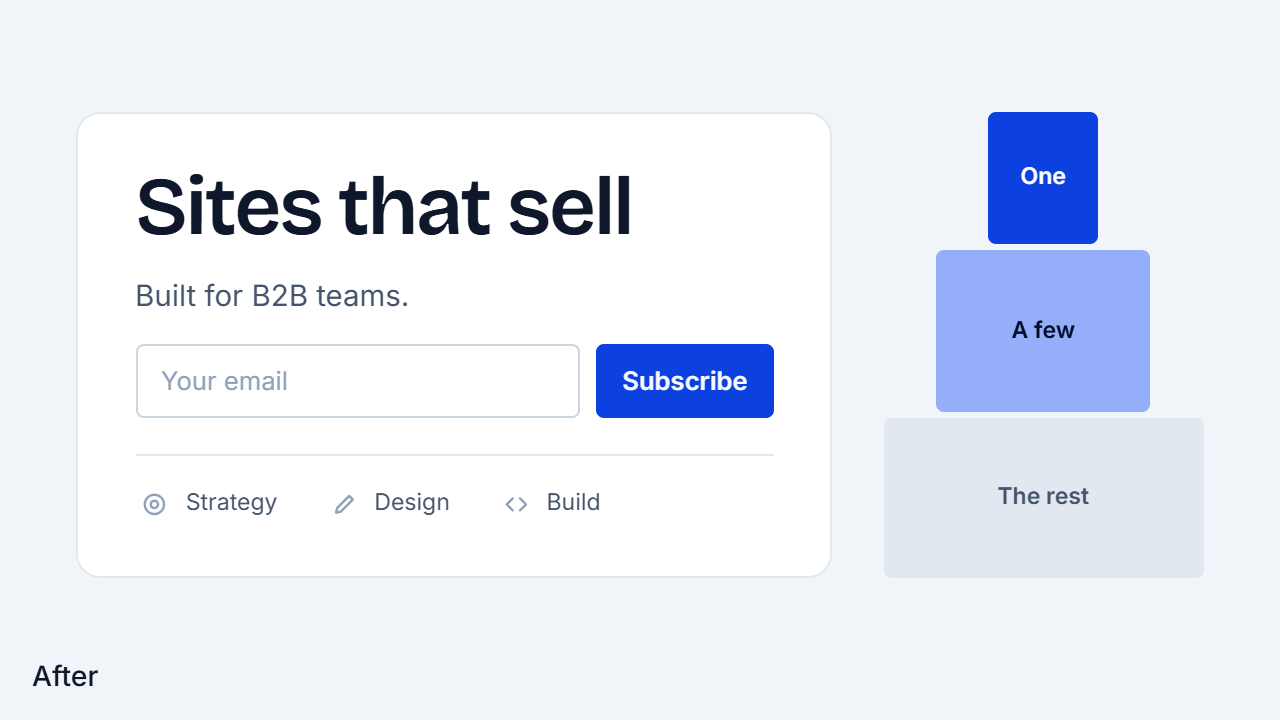 Sites that sell
Built for B2B teams.
Your email
Subscribe
Strategy
Design
Build
One
A few
The rest
After